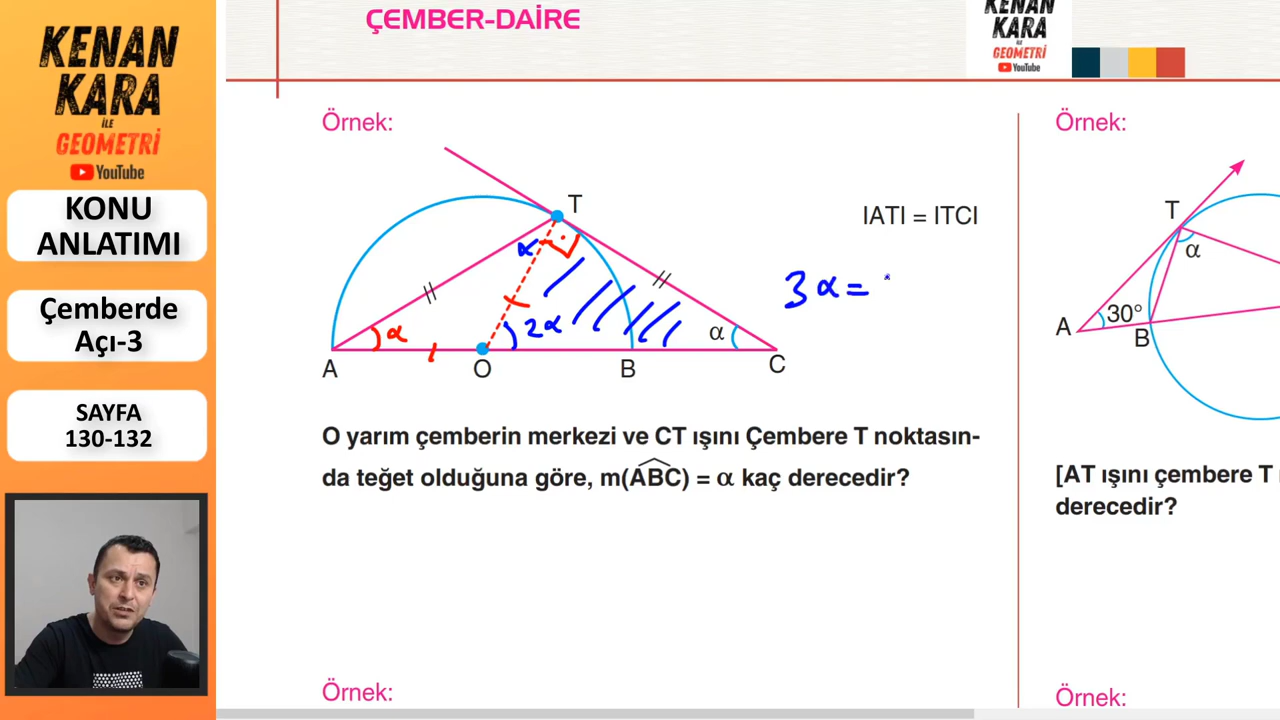 KENAN
KARA
İLE
GEOMETRİ
YouTube
KONU
ANLATIMI
Çemberde
Açı-3
SAYFA
130-132
ÇEMBER-DAİRE
KENAN
KARA
İLE
GEOMETRİ
YouTube
Örnek:
T
IATI = ITCI
α
α
2α
α
3α=
A
O
B
C
O yarım çemberin merkezi ve CT ışını Çembere T noktasın-
da teğet olduğuna göre, m(ABC) = α kaç derecedir?
Örnek:
Örnek:
T
α
30°
A
B
[AT ışını çembere T
derecedir?
Örnek: